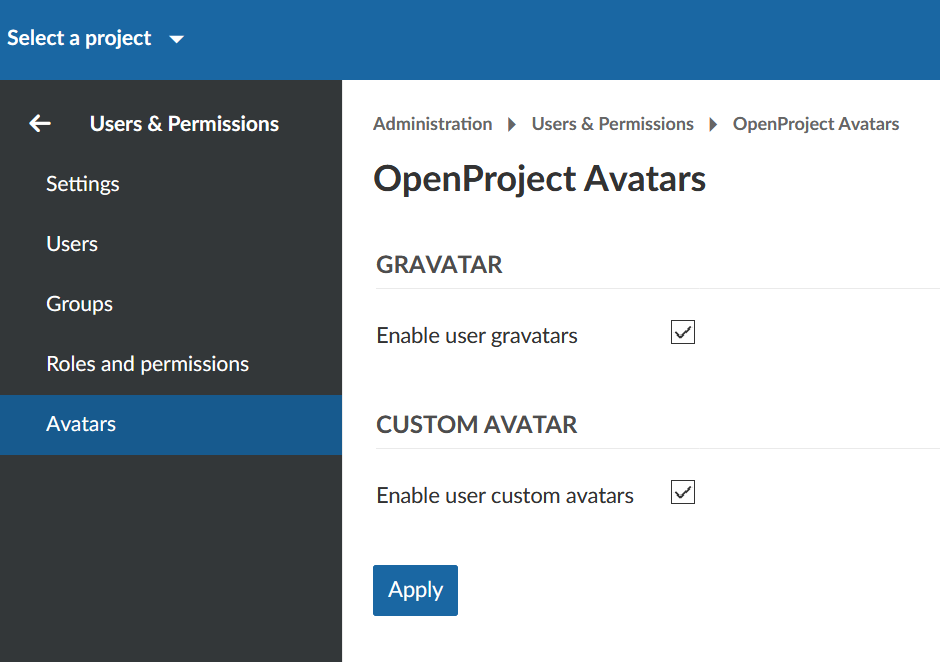 Select a project
Users & Permissions
Settings
Users
Groups
Roles and permissions
Avatars
Administration Users & Permissions OpenProject Avatars
OpenProject Avatars
GRAVATAR
Enable user gravatars
CUSTOM AVATAR
Enable user custom avatars
Apply